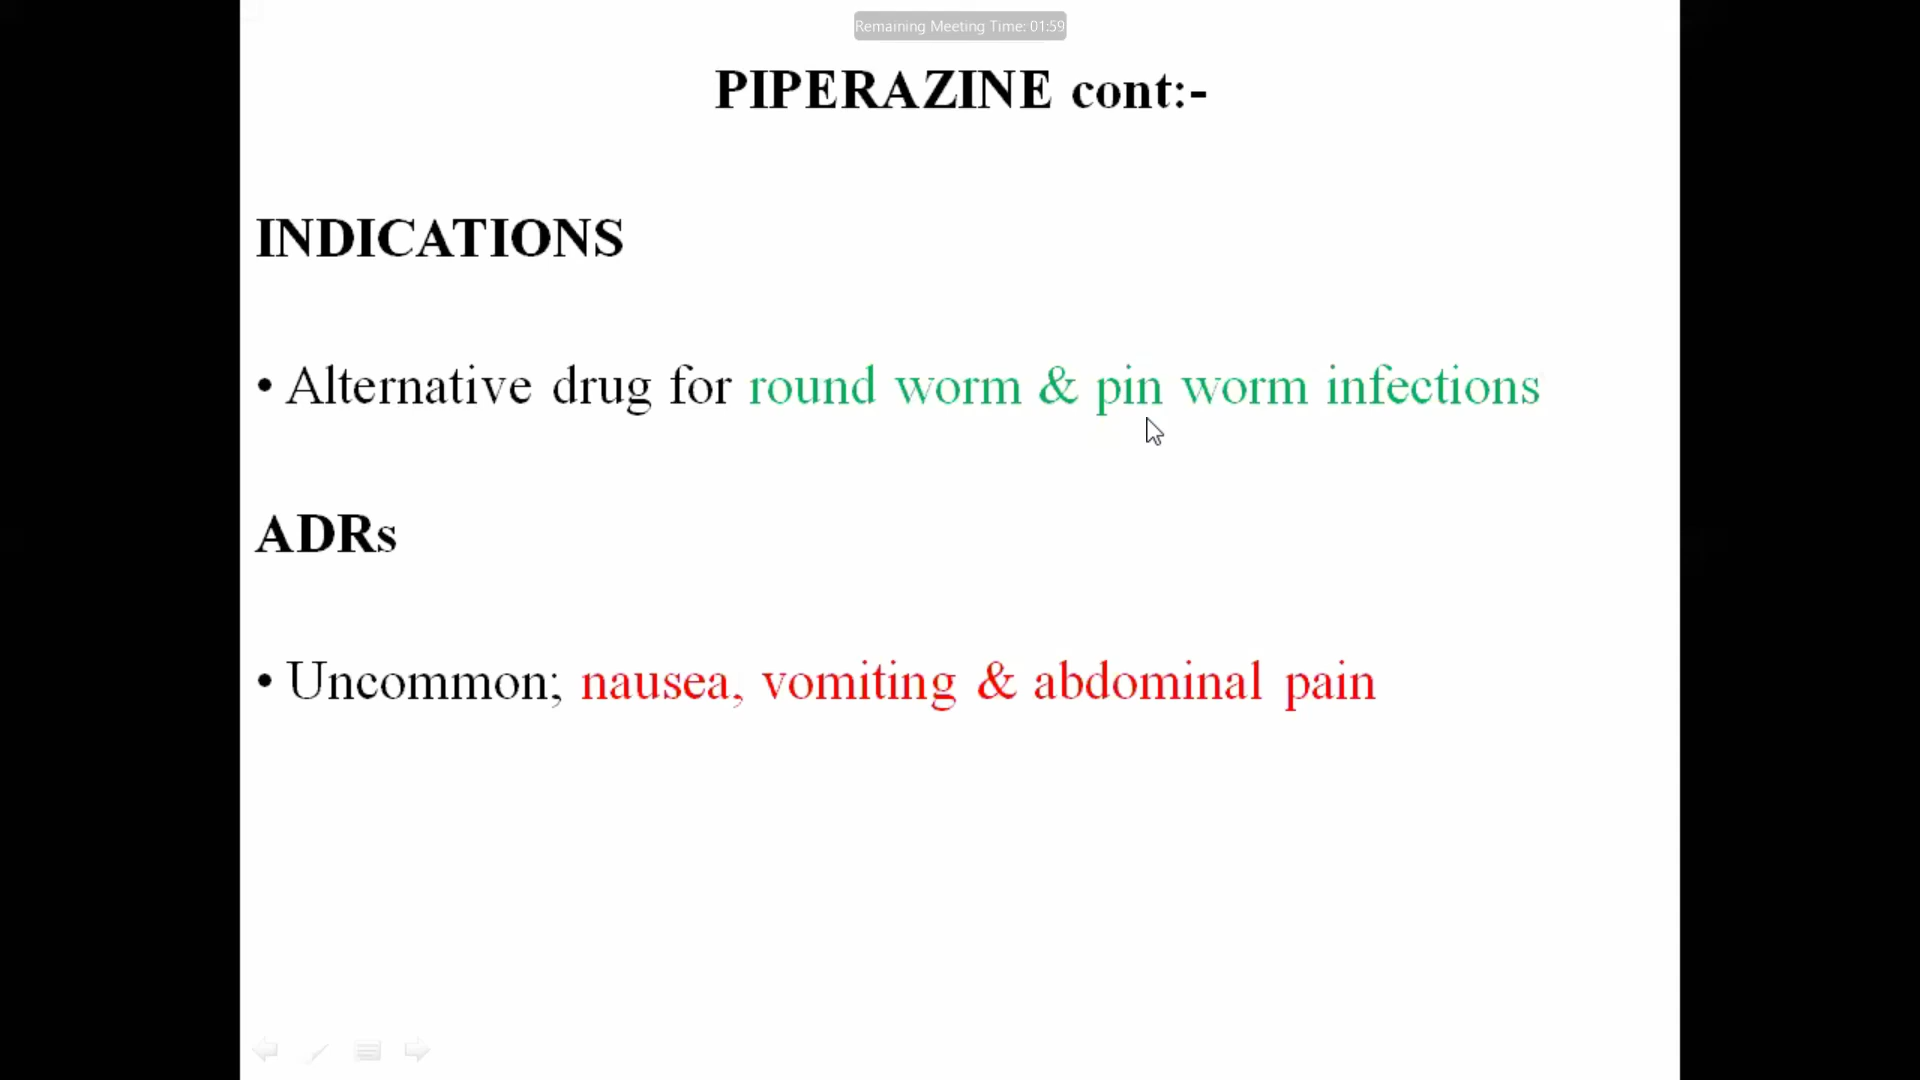 Remaining Meeting Time: 01:59
PIPERAZINE cont:-
INDICATIONS
• Alternative drug for round worm & pin worm infections
ADRs
• Uncommon; nausea, vomiting & abdominal pain